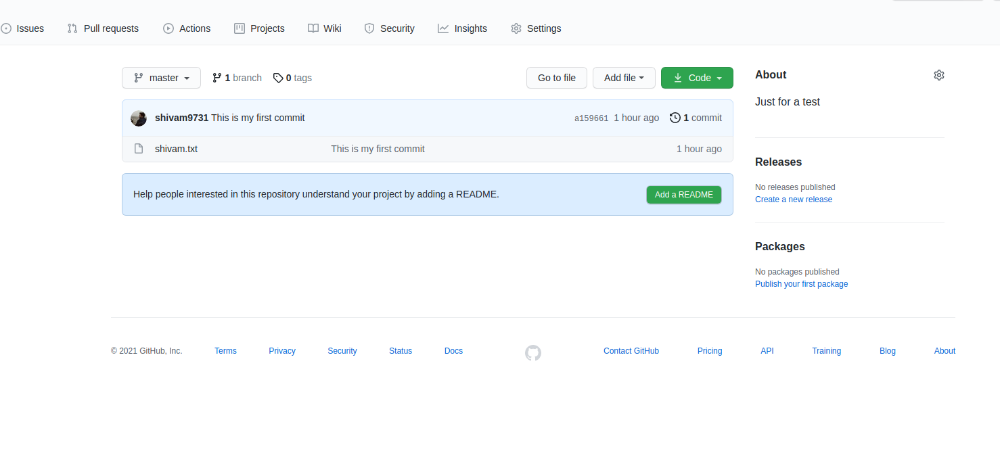 Issues Pull requests Actions Projects Wiki Security Insights Settings
master 1 branch 0 tags Go to file Add file Code
shivam9731 This is my first commit a159661 1 hour ago 1 commit
shivam.txt This is my first commit 1 hour ago
Help people interested in this repository understand your project by adding a README. Add a README
About
Just for a test
Releases
No releases published
Create a new release
Packages
No packages published
Publish your first package
© 2021 GitHub, Inc. Terms Privacy Security Status Docs Contact GitHub Pricing API Training Blog About